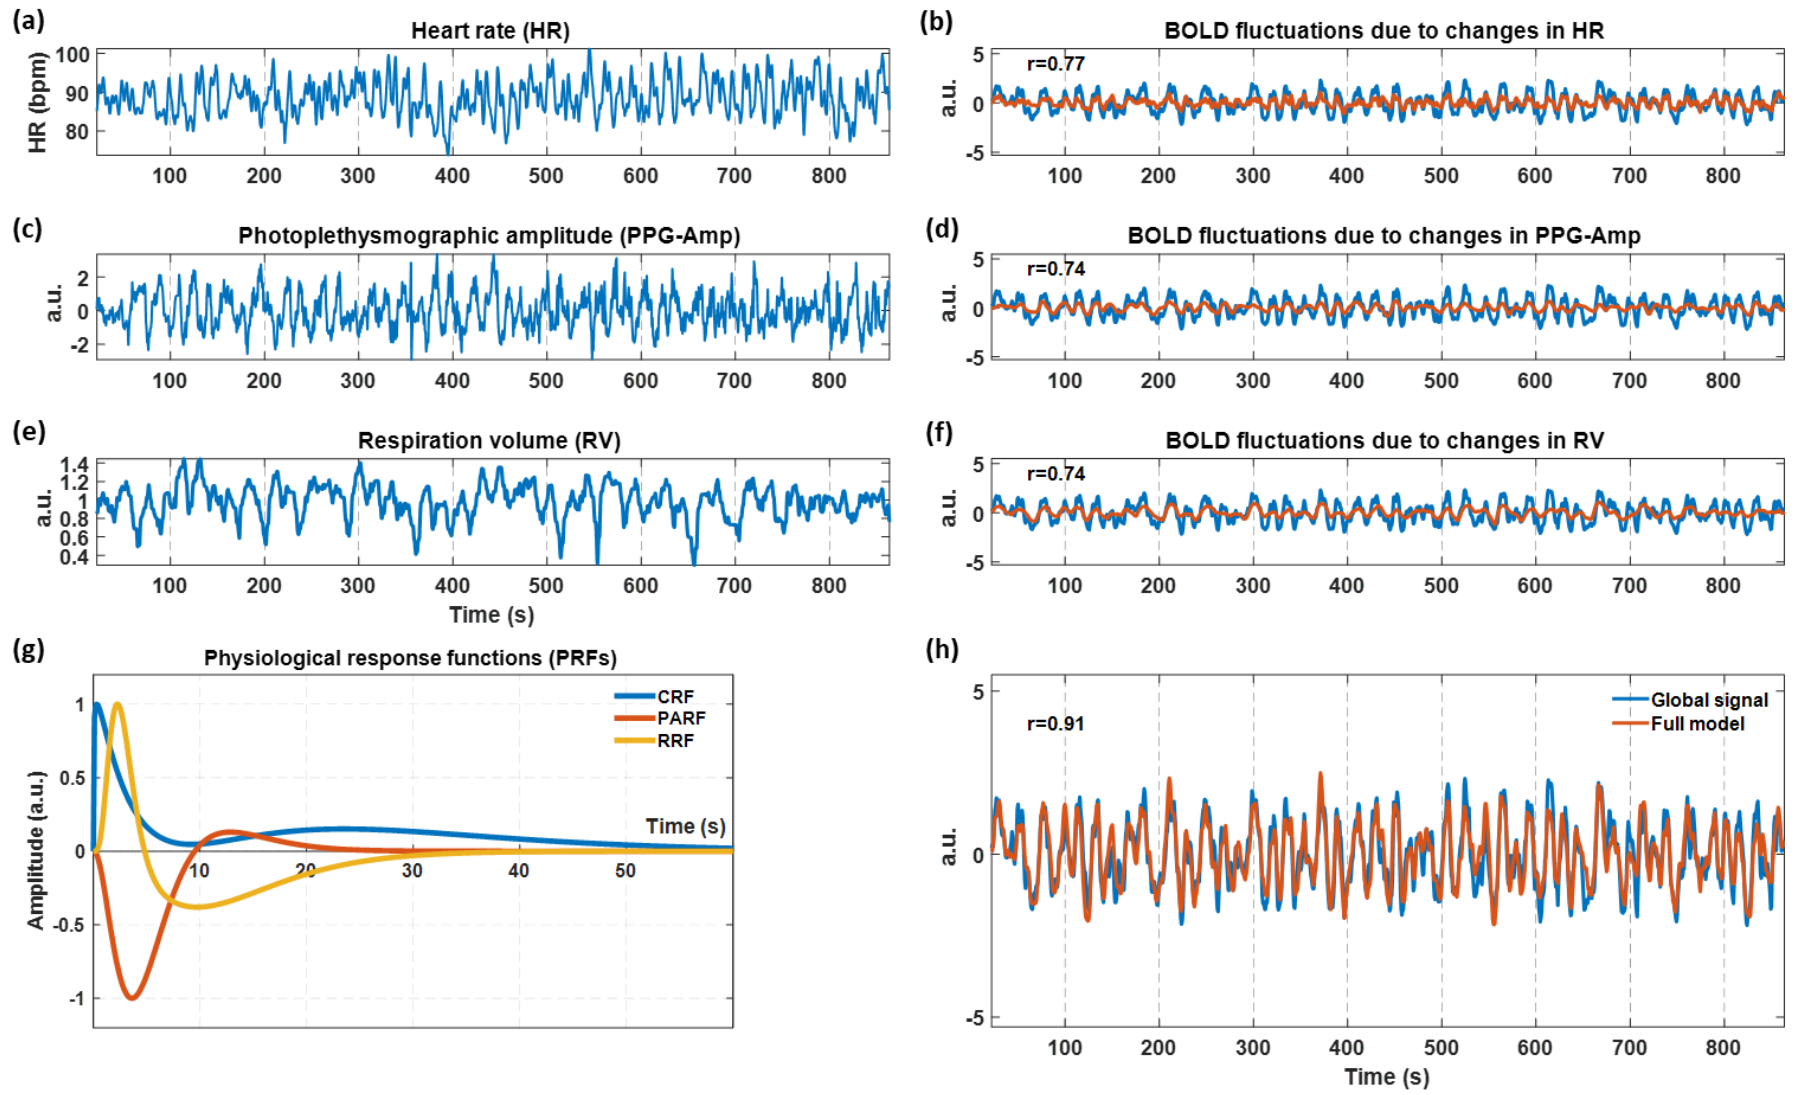 (a)
Heart rate (HR)
HR (bpm)
100
90
80
100 200 300 400 500 600 700 800
(b)
BOLD fluctuations due to changes in HR
r=0.77
a.u.
5
0
-5
100 200 300 400 500 600 700 800
(c)
Photoplethysmographic amplitude (PPG-Amp)
a.u.
2
0
-2
100 200 300 400 500 600 700 800
(d)
BOLD fluctuations due to changes in PPG-Amp
r=0.74
a.u.
5
0
-5
100 200 300 400 500 600 700 800
(e)
Respiration volume (RV)
a.u.
1.4
1.2
1
0.8
0.6
0.4
100 200 300 400 500 600 700 800
Time (s)
(f)
BOLD fluctuations due to changes in RV
r=0.74
a.u.
5
0
-5
100 200 300 400 500 600 700 800
(g)
Physiological response functions (PRFs)
CRF
PARF
RRF
Amplitude (a.u.)
1
0.5
0
-0.5
-1
Time (s)
10 20 30 40 50
(h)
Global signal
Full model
r=0.91
a.u.
5
0
-5
100 200 300 400 500 600 700 800
Time (s)